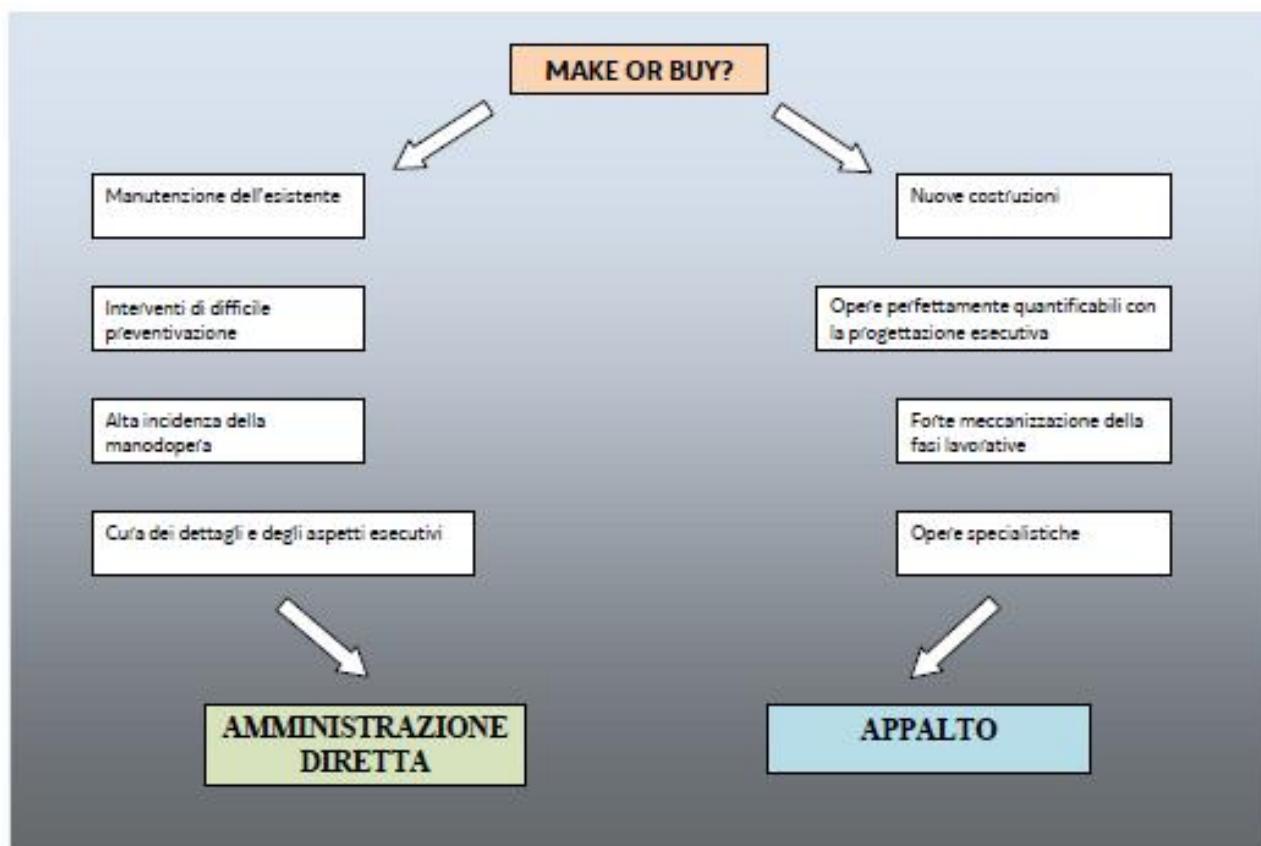 MAKE OR BUY?
Manutenzione dell'esistente
Interventi di difficile
preventivazione
Alta incidenza della
manodopera
Cura dei dettagli e degli aspetti esecutivi
AMMINISTRAZIONE
DIRETTA
Nuove costruzioni
Opere perfettamente quantificabili con
la progettazione esecutiva
Forte meccanizzazione della
fasi lavorative
Opere specialistiche
APPALTO